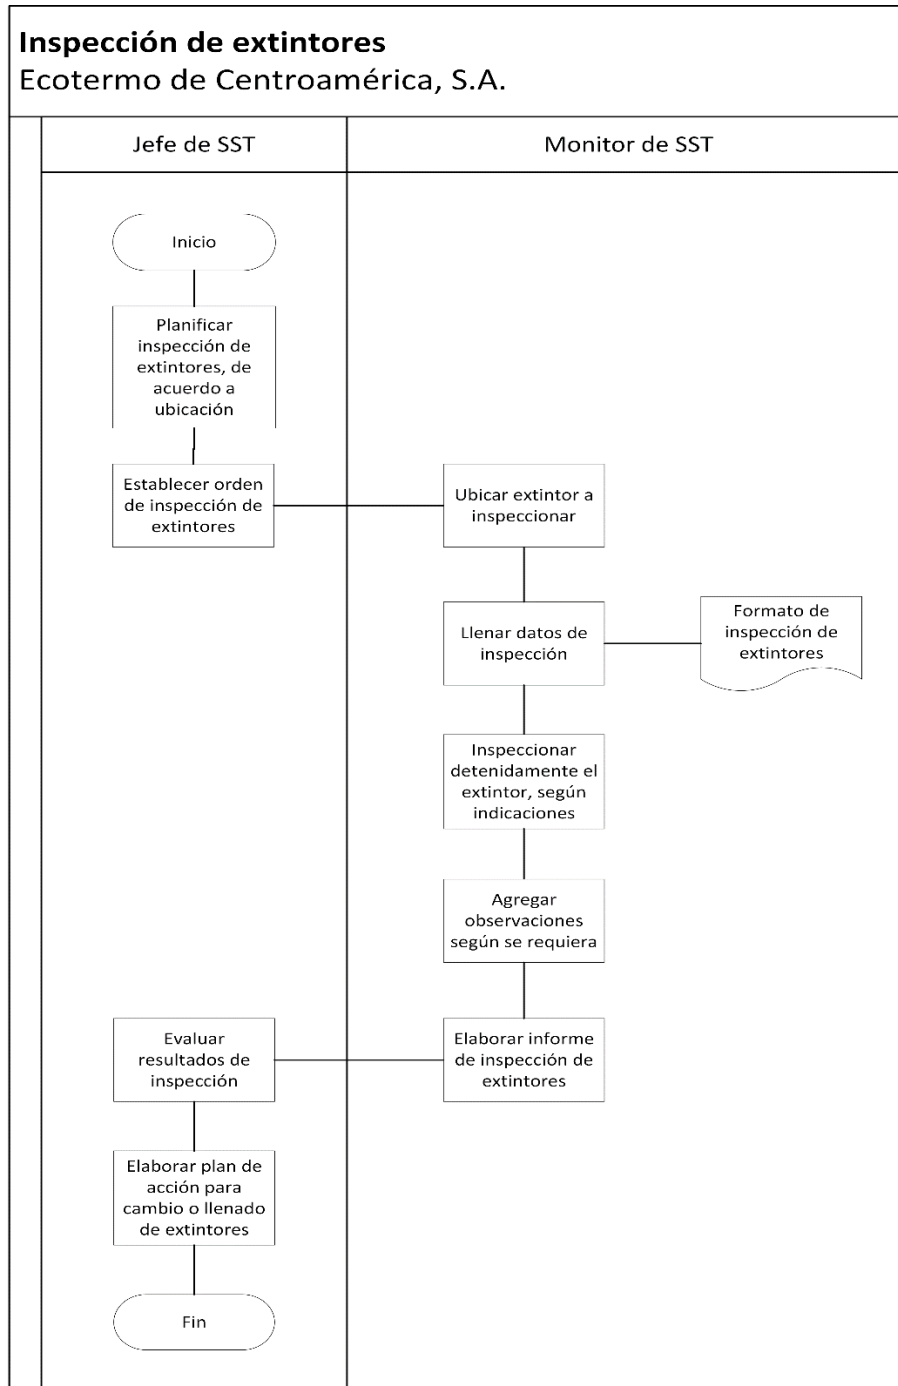 Inspección de extintores
Ecotermo de Centroamérica, S.A.
Jefe de SST
Monitor de SST
Inicio
Planificar
inspección de
extintores, de
acuerdo a
ubicación
Establecer orden
de inspección de
extintores
Ubicar extintor a
inspeccionar
Llenar datos de
inspección
Formato de
inspección de
extintores
Inspeccionar
detenidamente el
extintor, según
indicaciones
Agregar
observaciones
según se requiera
Elaborar informe
de inspección de
extintores
Evaluar
resultados de
inspección
Elaborar plan de
acción para
cambio o llenado
de extintores
Fin